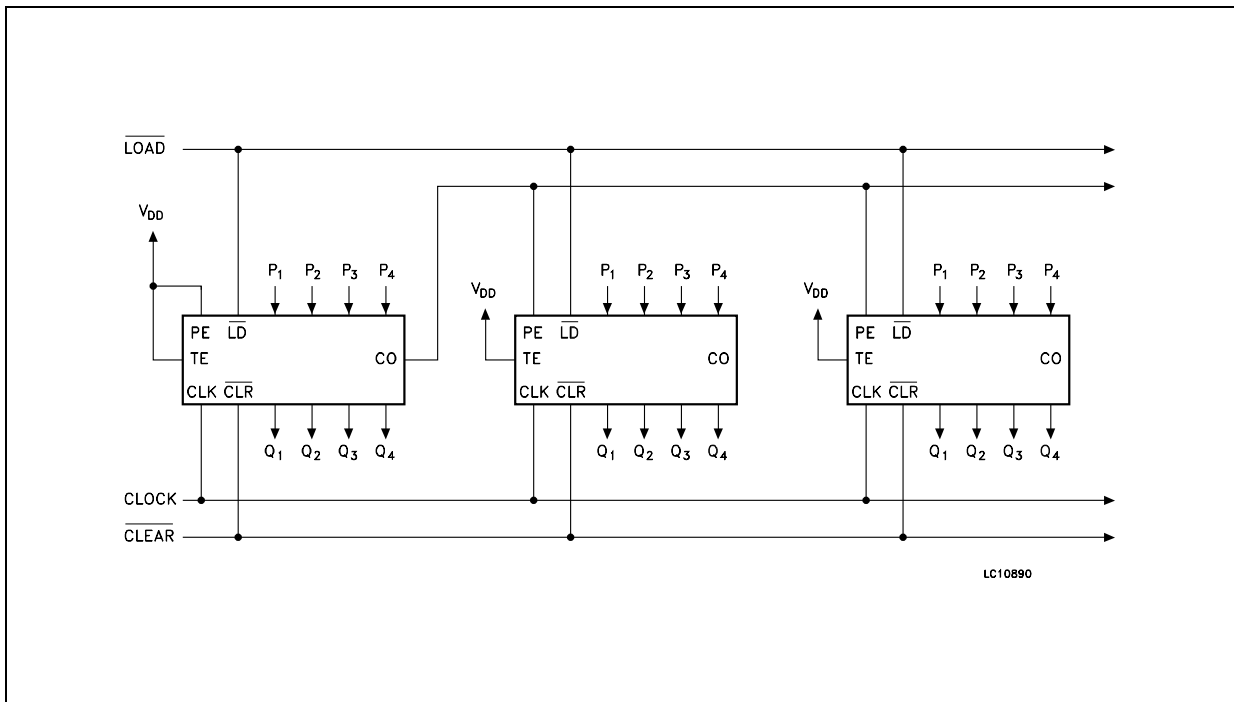 LOAD
VDD
P1 P2 P3 P4
VDD
P1 P2 P3 P4
VDD
P1 P2 P3 P4
PE LD
TE CO
CLK CLR
PE LD
TE CO
CLK CLR
PE LD
TE CO
CLK CLR
Q1 Q2 Q3 Q4
Q1 Q2 Q3 Q4
Q1 Q2 Q3 Q4
CLOCK
CLEAR
LC10890